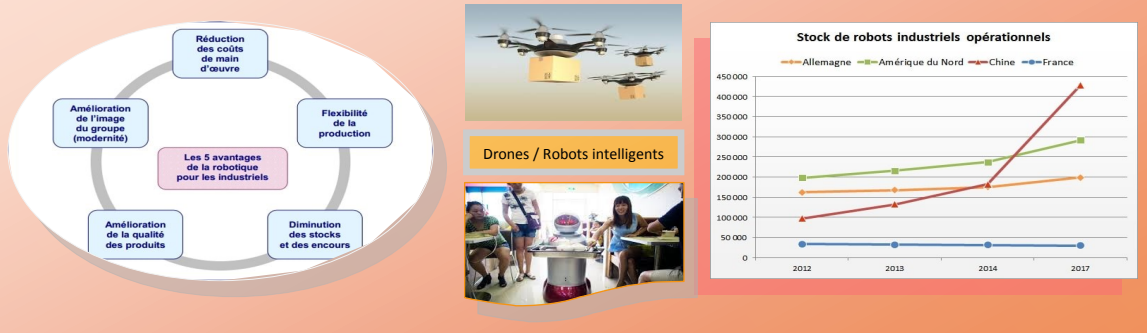 Réduction
des coûts
de main
d'œuvre
Amélioration
de l'image
du groupe
(modernité)
Flexibilité
de la
production
Les 5 avantages
de la robotique
pour les industriels
Amélioration
de la qualité
des produits
Diminution
des stocks
et des encours
Drones / Robots intelligents
Stock de robots industriels opérationnels
Allemagne Amérique du Nord Chine France
450 000
400 000
350 000
300 000
250 000
200 000
150 000
100 000
50 000
0
2012 2013 2014 2017